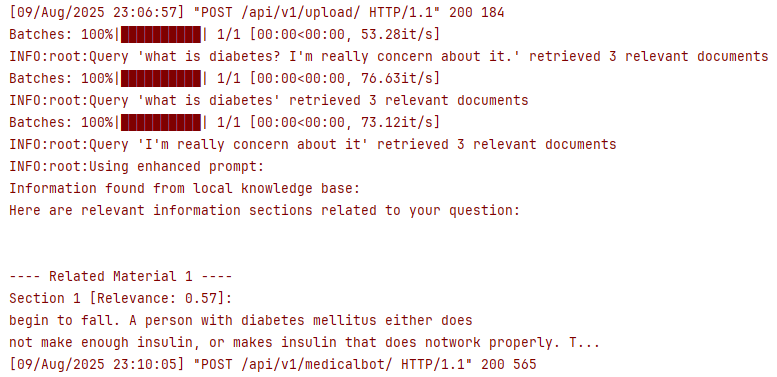 [09/Aug/2025 23:06:57] "POST /api/v1/upload/ HTTP/1.1" 200 184
Batches: 100%|██████████| 1/1 [00:00<00:00, 53.28it/s]
INFO:root:Query 'what is diabetes? I'm really concern about it.' retrieved 3 relevant documents
Batches: 100%|██████████| 1/1 [00:00<00:00, 76.63it/s]
INFO:root:Query 'what is diabetes' retrieved 3 relevant documents
Batches: 100%|██████████| 1/1 [00:00<00:00, 73.12it/s]
INFO:root:Query 'I'm really concern about it' retrieved 3 relevant documents
INFO:root:Using enhanced prompt:
Information found from local knowledge base:
Here are relevant information sections related to your question:
---- Related Material 1 ----
Section 1 [Relevance: 0.57]:
begin to fall. A person with diabetes mellitus either does
not make enough insulin, or makes insulin that does notwork properly. T...
[09/Aug/2025 23:10:05] "POST /api/v1/medicalbot/ HTTP/1.1" 200 565